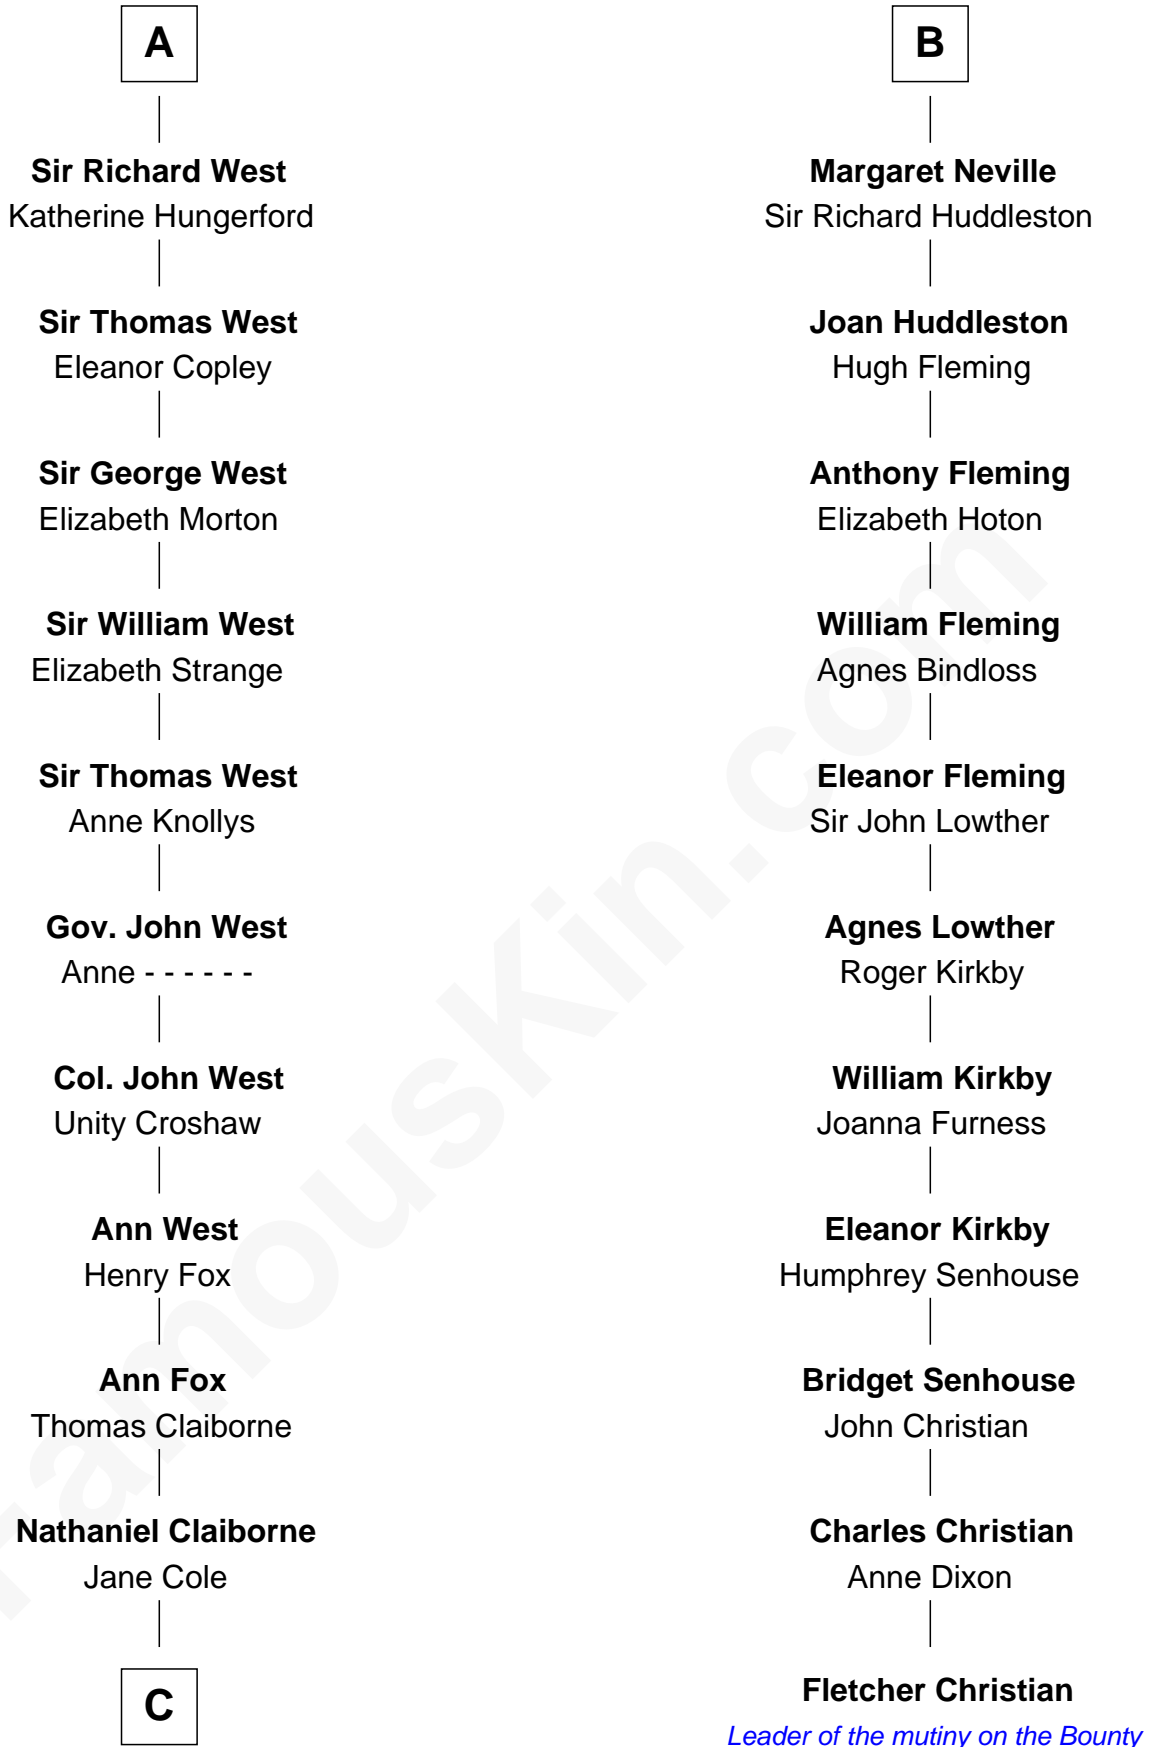 A
Sir Richard West
Katherine Hungerford
Sir Thomas West
Eleanor Copley
Sir George West
Elizabeth Morton
Sir William West
Elizabeth Strange
Sir Thomas West
Anne Knollys
Gov. John West
Anne - - - - - -
Col. John West
Unity Croshaw
Ann West
Henry Fox
Ann Fox
Thomas Claiborne
Nathaniel Claiborne
Jane Cole
C
B
Margaret Neville
Sir Richard Huddleston
Joan Huddleston
Hugh Fleming
Anthony Fleming
Elizabeth Hoton
William Fleming
Agnes Bindloss
Eleanor Fleming
Sir John Lowther
Agnes Lowther
Roger Kirkby
William Kirkby
Joanna Furness
Eleanor Kirkby
Humphrey Senhouse
Bridget Senhouse
John Christian
Charles Christian
Anne Dixon
Fletcher Christian
Leader of the mutiny on the Bounty
FamousKin.com